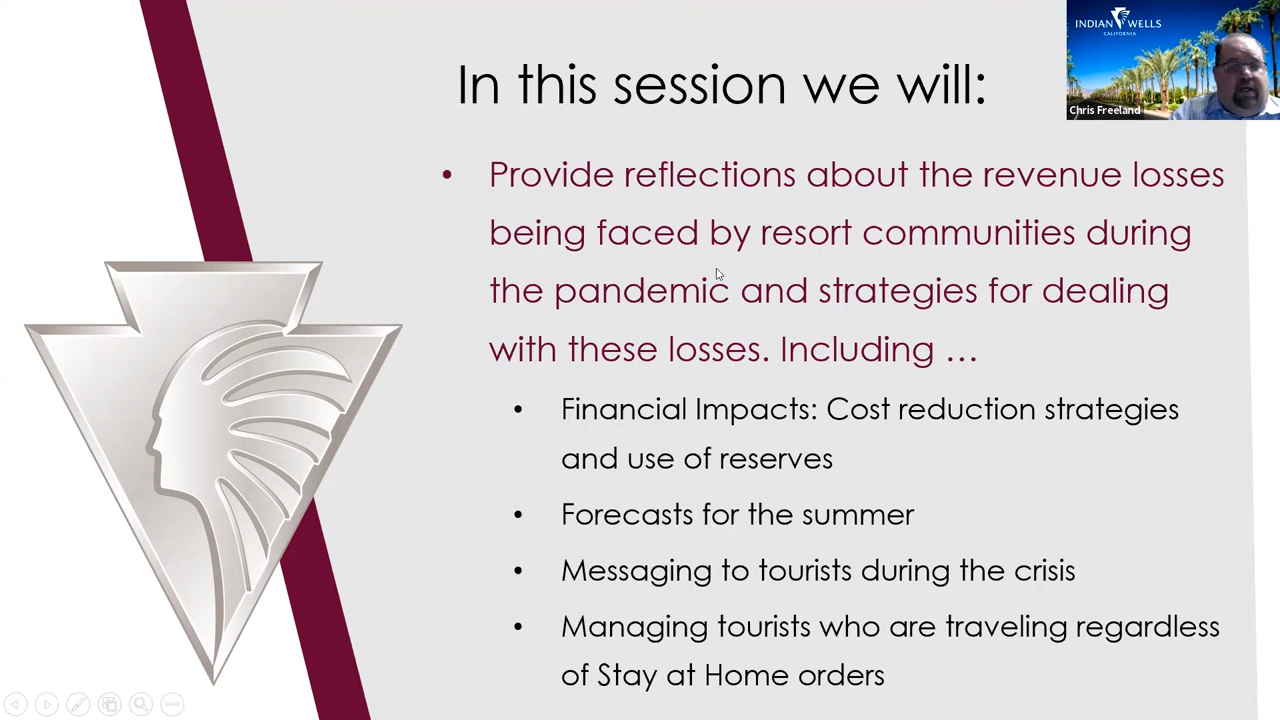 In this session we will:
INDIAN WELLS
CALIFORNIA
Chris Freeland
• Provide reflections about the revenue losses
being faced by resort communities during
the pandemic and strategies for dealing
with these losses. Including …
• Financial Impacts: Cost reduction strategies
and use of reserves
• Forecasts for the summer
• Messaging to tourists during the crisis
• Managing tourists who are traveling regardless
of Stay at Home orders